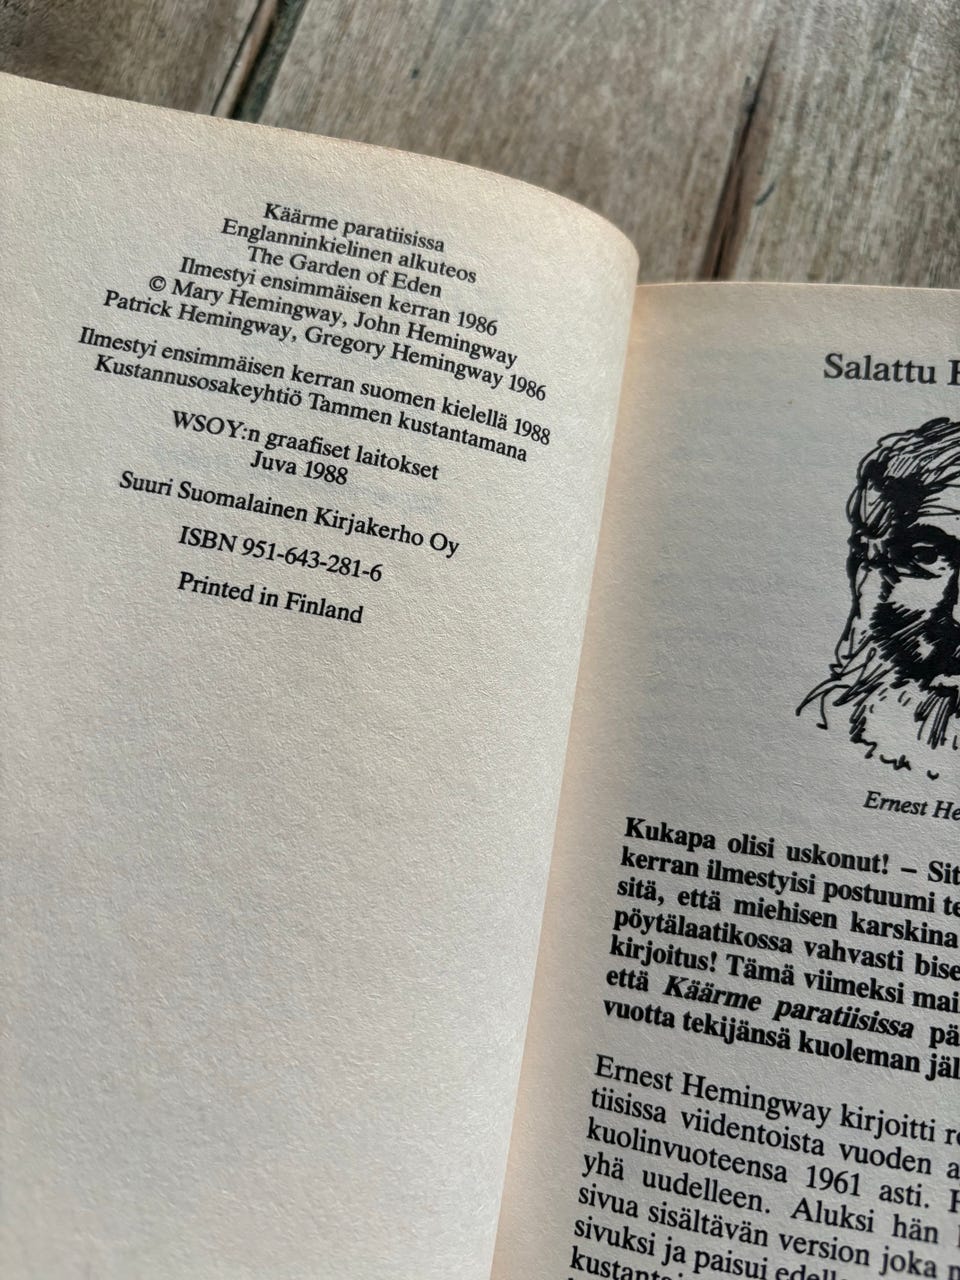 Käärme paratiisissa
Englanninkielinen alkuteos
The Garden of Eden
Ilmestyi ensimmäisen kerran 1986
© Mary Hemingway, John Hemingway
Patrick Hemingway, Gregory Hemingway 1986
Ilmestyi ensimmäisen kerran suomen kielellä 1988
Kustannusosakeyhtiö Tammen kustantamana
WSOY:n graafiset laitokset
Juva 1988
Suuri Suomalainen Kirjakerho Oy
ISBN 951-643-281-6
Printed in Finland
Salattu
Ernest
Kukapa olisi uskonut! –
kerran ilmestyisi postuumi
sitä, että miehisen karskina
pöytälaatikossa vahvasti
kirjoitus! Tämä viimeksi
että Käärme paratiisissa
vuotta tekijänsä kuoleman
Ernest Hemingway kirjoitti
tiisissa viidentoista vuoden
kuolinvuoteensa 1961 asti.
yhä uudelleen. Aluksi hän
sivua sisältävän version joka
sivuksi ja paisui